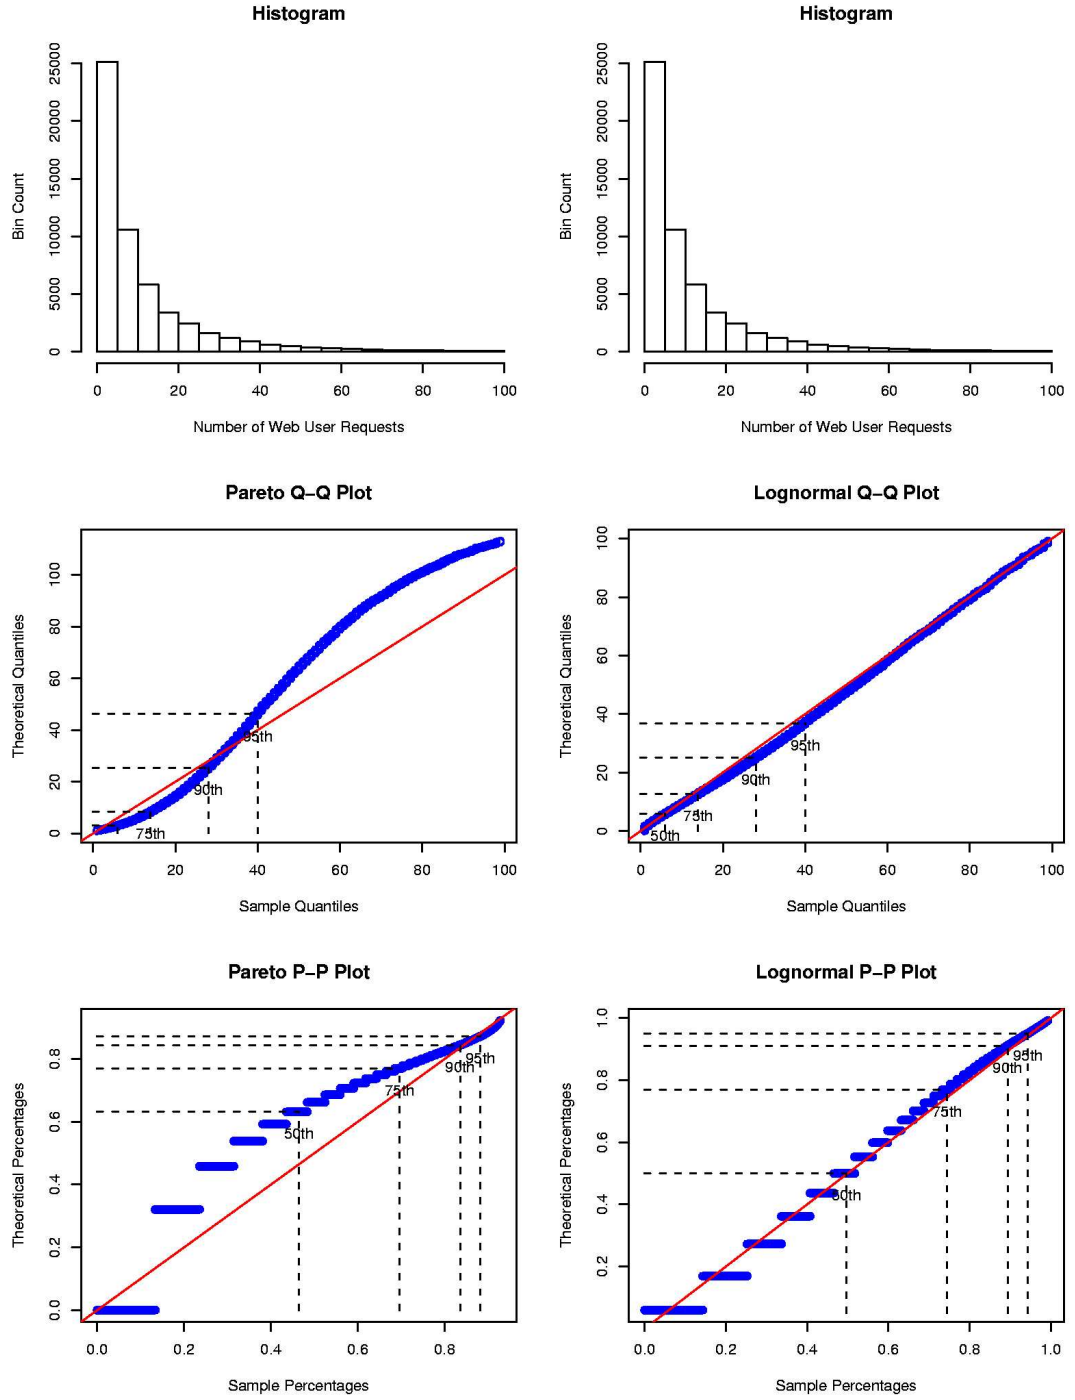 Histogram
Histogram
Bin Count
0 5000 10000 15000 20000 25000
0 20 40 60 80 100
Number of Web User Requests
Bin Count
0 5000 10000 15000 20000 25000
0 20 40 60 80 100
Number of Web User Requests
Pareto Q−Q Plot
Theoretical Quantiles
0 20 40 60 80 100
75th
90th
95th
0 20 40 60 80 100
Sample Quantiles
Lognormal Q−Q Plot
Theoretical Quantiles
0 20 40 60 80 100
50th
75th
90th
95th
0 20 40 60 80 100
Sample Quantiles
Pareto P−P Plot
Theoretical Percentages
0.0 0.2 0.4 0.6 0.8
50th
75th
90th
95th
0.0 0.2 0.4 0.6 0.8
Sample Percentages
Lognormal P−P Plot
Theoretical Percentages
0.2 0.4 0.6 0.8 1.0
50th
75th
90th
95th
0.0 0.2 0.4 0.6 0.8 1.0
Sample Percentages